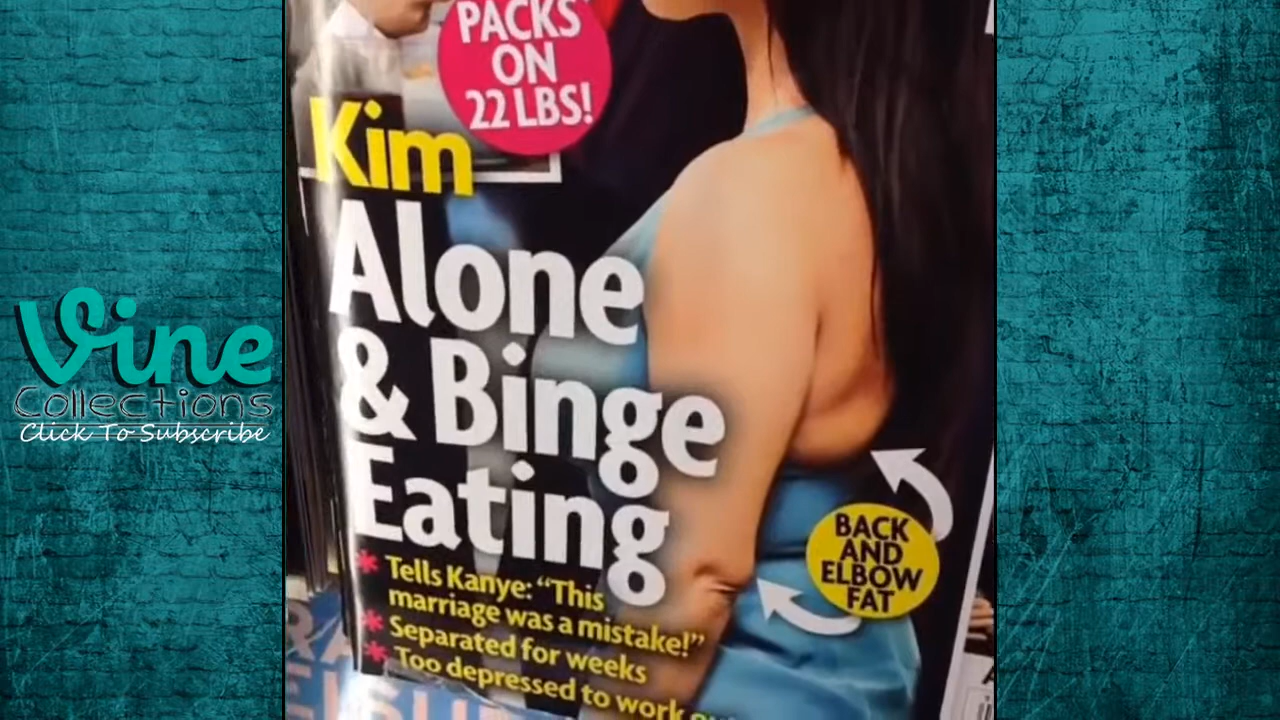 PACKS
ON
22 LBS!
Kim
Alone
& Binge
Eating
* Tells Kanye: "This
marriage was a mistake!"
* Separated for weeks
* Too depressed to work
BACK
AND
ELBOW
FAT
Vine
Collections
Click To Subscribe